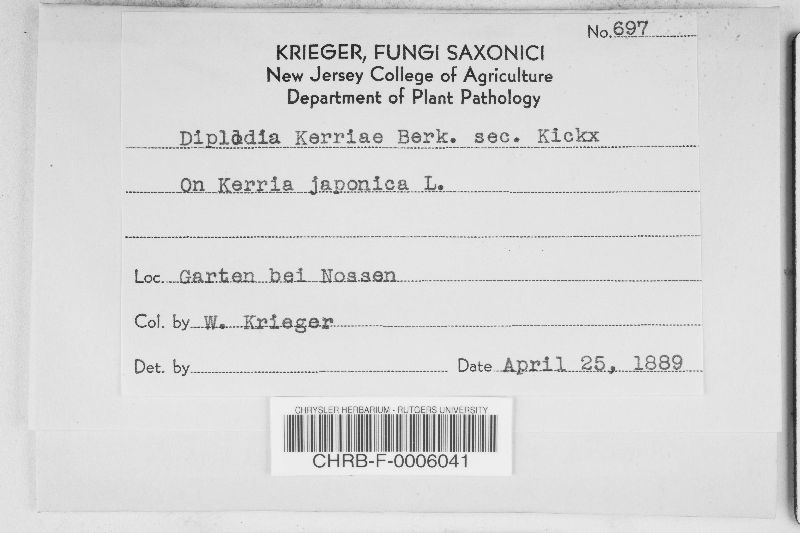 No. 697
KRIEGER, FUNGI SAXONICI
New Jersey College of Agriculture
Department of Plant Pathology
Diplodia Kerriae Berk. sec. Kickx
On Kerria japonica L.
Loc. Garten bei Nossen
Col. by W. Krieger
Det. by Date April 25, 1889
CHRYSLER HERBARIUM - RUTGERS UNIVERSITY
CHRB-F-0006041